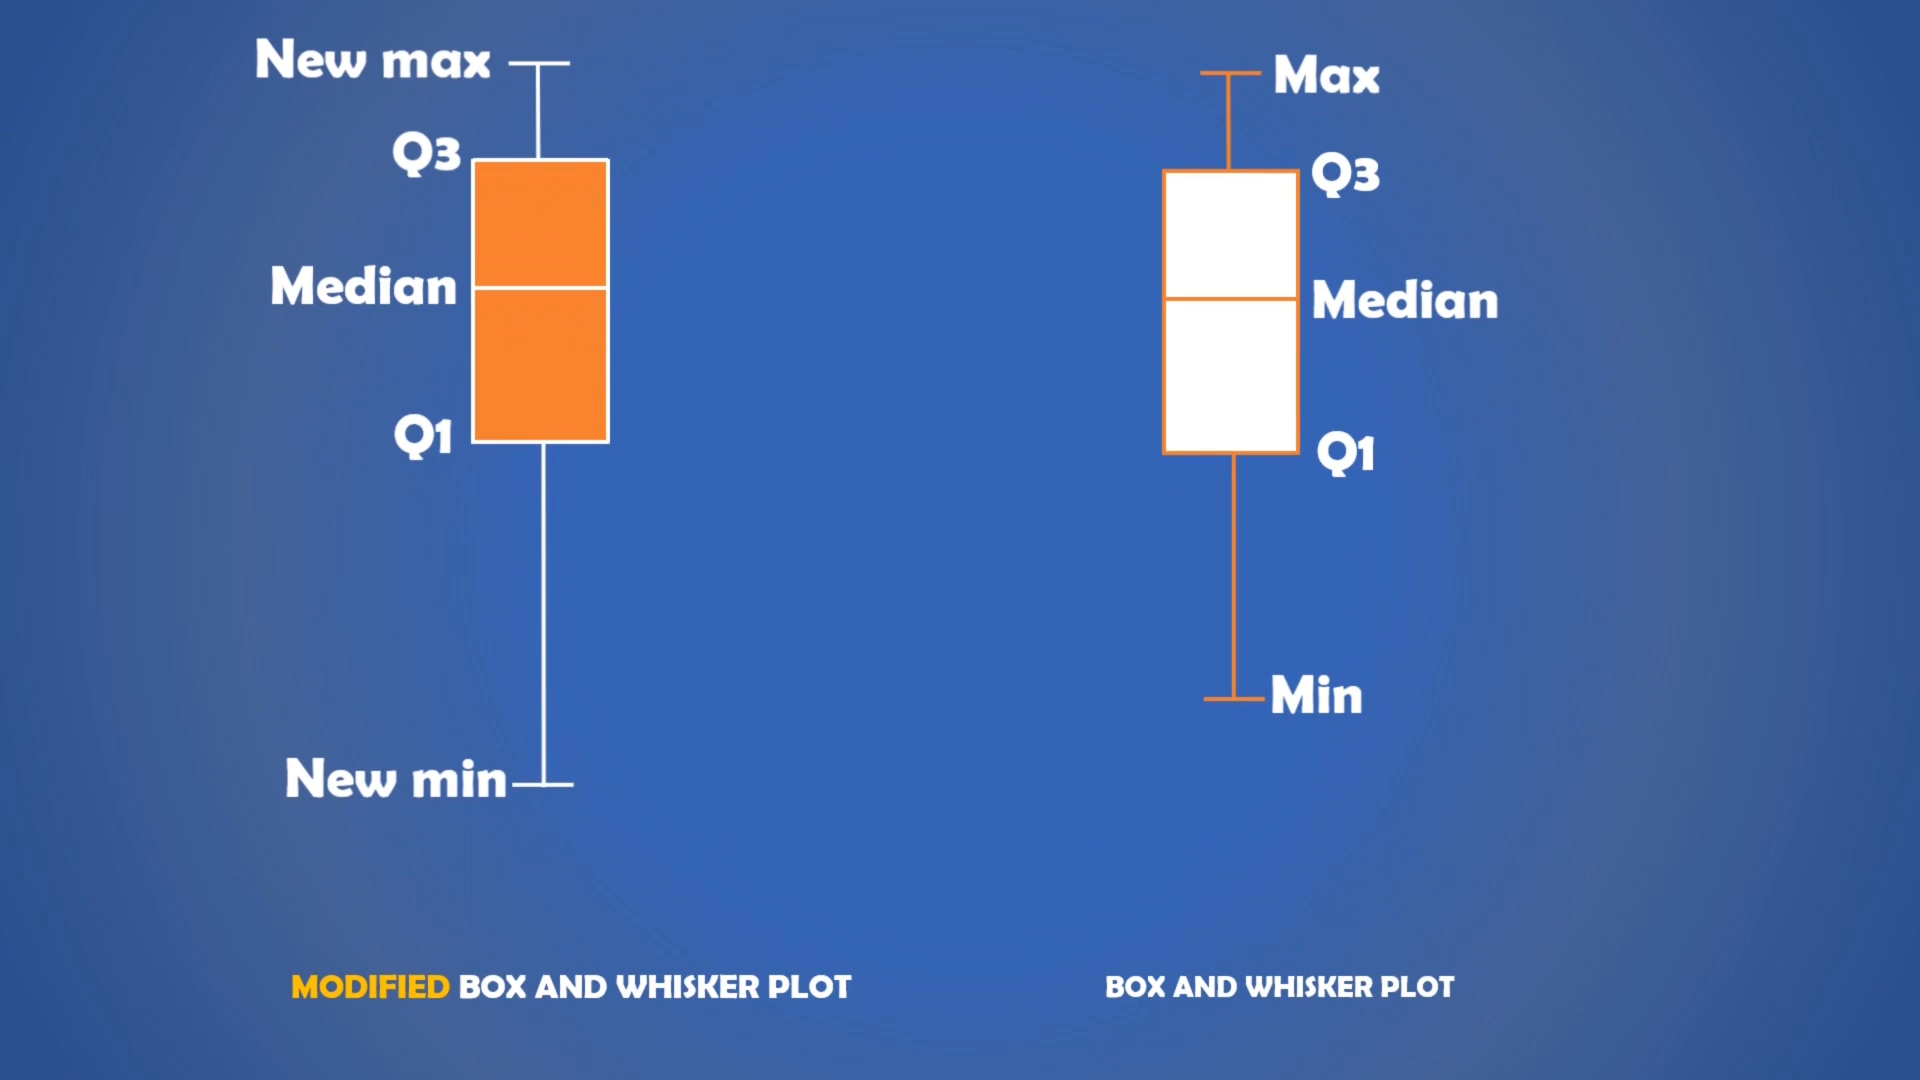 New max
Q3
Median
Q1
New min
MODIFIED BOX AND WHISKER PLOT
Max
Q3
Median
Q1
Min
BOX AND WHISKER PLOT